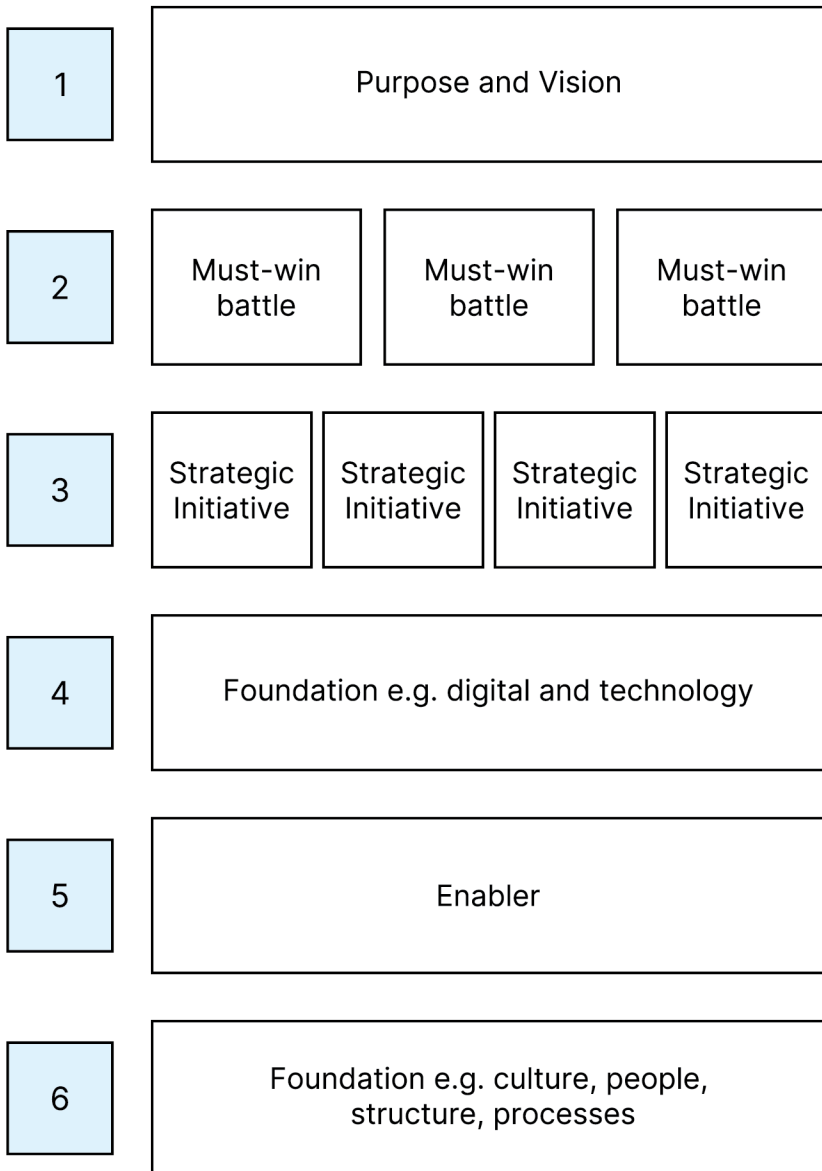 1
Purpose and Vision
2
Must-win
battle
Must-win
battle
Must-win
battle
3
Strategic
Initiative
Strategic
Initiative
Strategic
Initiative
Strategic
Initiative
4
Foundation e.g. digital and technology
5
Enabler
6
Foundation e.g. culture, people,
structure, processes